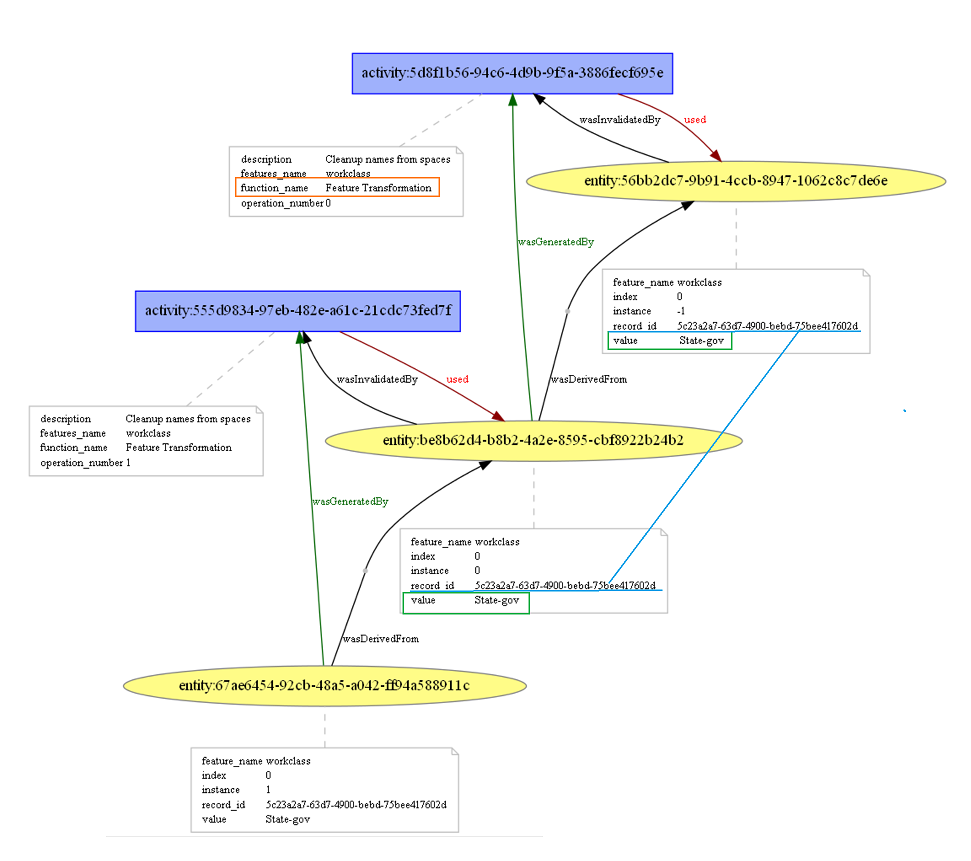 activity:5d8f1b56-94c6-4d9b-9f5a-3886fecf695e
wasInvalidatedBy
used
description Cleanup names from spaces
features_name workclass
function_name Feature Transformation
operation_number 0
entity:56bb2dc7-9b91-4ccb-8947-1062c8c7de6e
wasGeneratedBy
feature_name workclass
index 0
instance -1
record_id 5c23a2a7-63d7-4900-bebd-75bee417602d
value State-gov
activity:555d9834-97eb-482e-a61c-21cdc73fed7f
wasInvalidatedBy
used
wasDerivedFrom
description Cleanup names from spaces
features_name workclass
function_name Feature Transformation
operation_number 1
entity:be8b62d4-b8b2-4a2e-8595-cbf8922b24b2
wasGeneratedBy
feature_name workclass
index 0
instance 0
record_id 5c23a2a7-63d7-4900-bebd-75bee417602d
value State-gov
wasDerivedFrom
entity:67ae6454-92cb-48a5-a042-ff94a588911c
feature_name workclass
index 0
instance 1
record_id 5c23a2a7-63d7-4900-bebd-75bee417602d
value State-gov